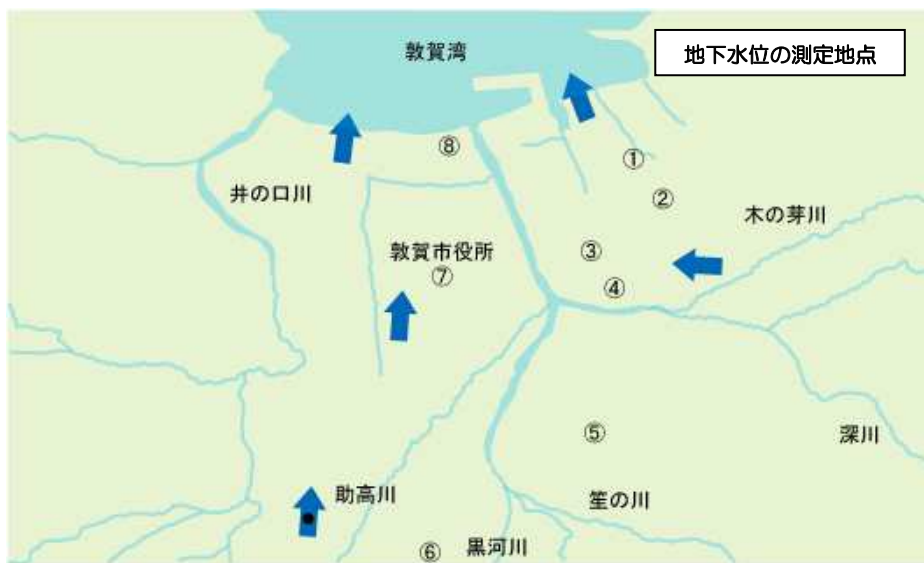 敦賀湾
地下水位の測定地点
⑧
①
井の口川
②
木の芽川
敦賀市役所
③
⑦
④
⑤
深川
助高川
笙の川
⑥
黒河川